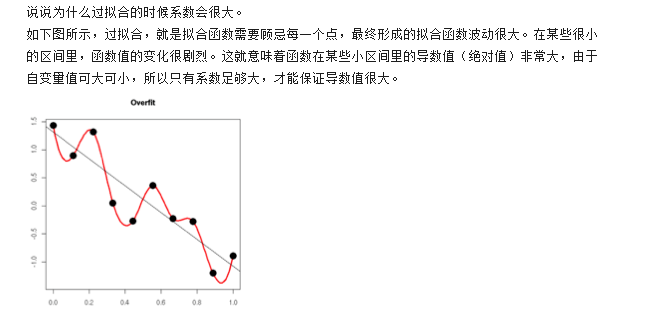 说说为什么过拟合的时候系数会很大。
如下图所示，过拟合，就是拟合函数需要顾忌每一个点，最终形成的拟合函数波动很大。在某些很小
的区间里，函数值的变化很剧烈。这就意味着函数在某些小区间里的导数值（绝对值）非常大，由于
自变量值可大可小，所以只有系数足够大，才能保证导数值很大。
Overfit
1.5
1.0
0.5
0.0
-0.5
-1.0
0.0 0.2 0.4 0.6 0.8 1.0